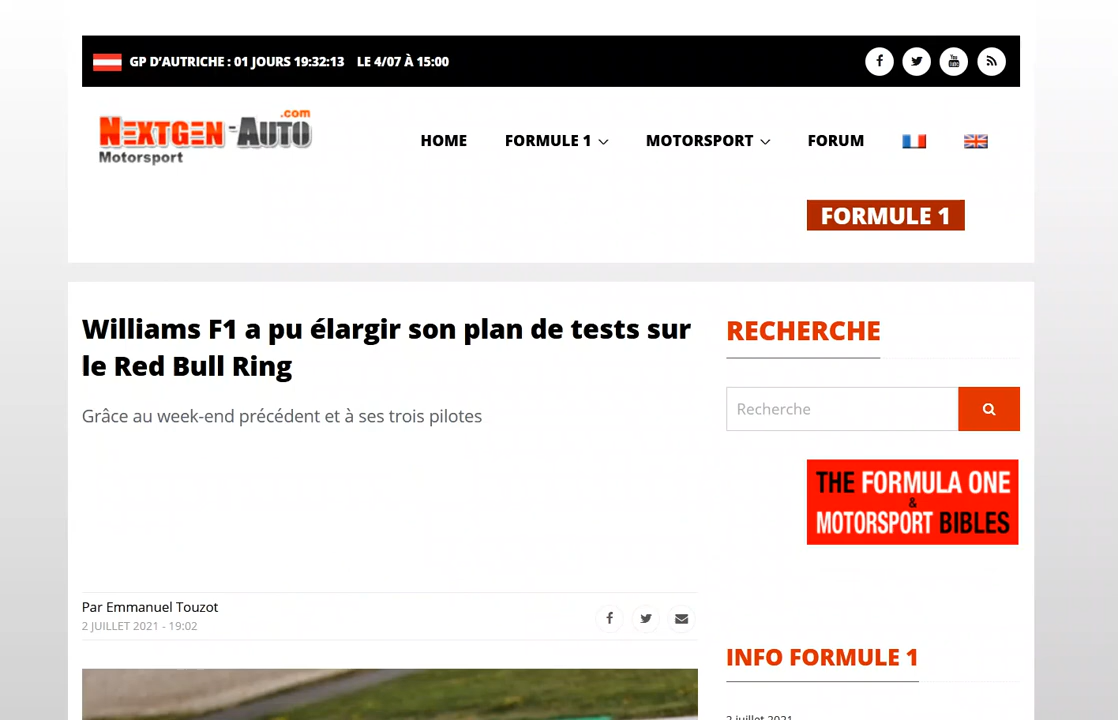 GP D’AUTRICHE : 01 JOURS 19:32:13 LE 4/07 À 15:00
NEXTGEN-AUTO.com
Motorsport
HOME FORMULE 1 MOTORSPORT FORUM
FORMULE 1
Williams F1 a pu élargir son plan de tests sur
le Red Bull Ring
Grâce au week-end précédent et à ses trois pilotes
Par Emmanuel Touzot
2 JUILLET 2021 - 19:02
RECHERCHE
Recherche
THE FORMULA ONE
&
MOTORSPORT BIBLES
INFO FORMULE 1
2 juillet 2021